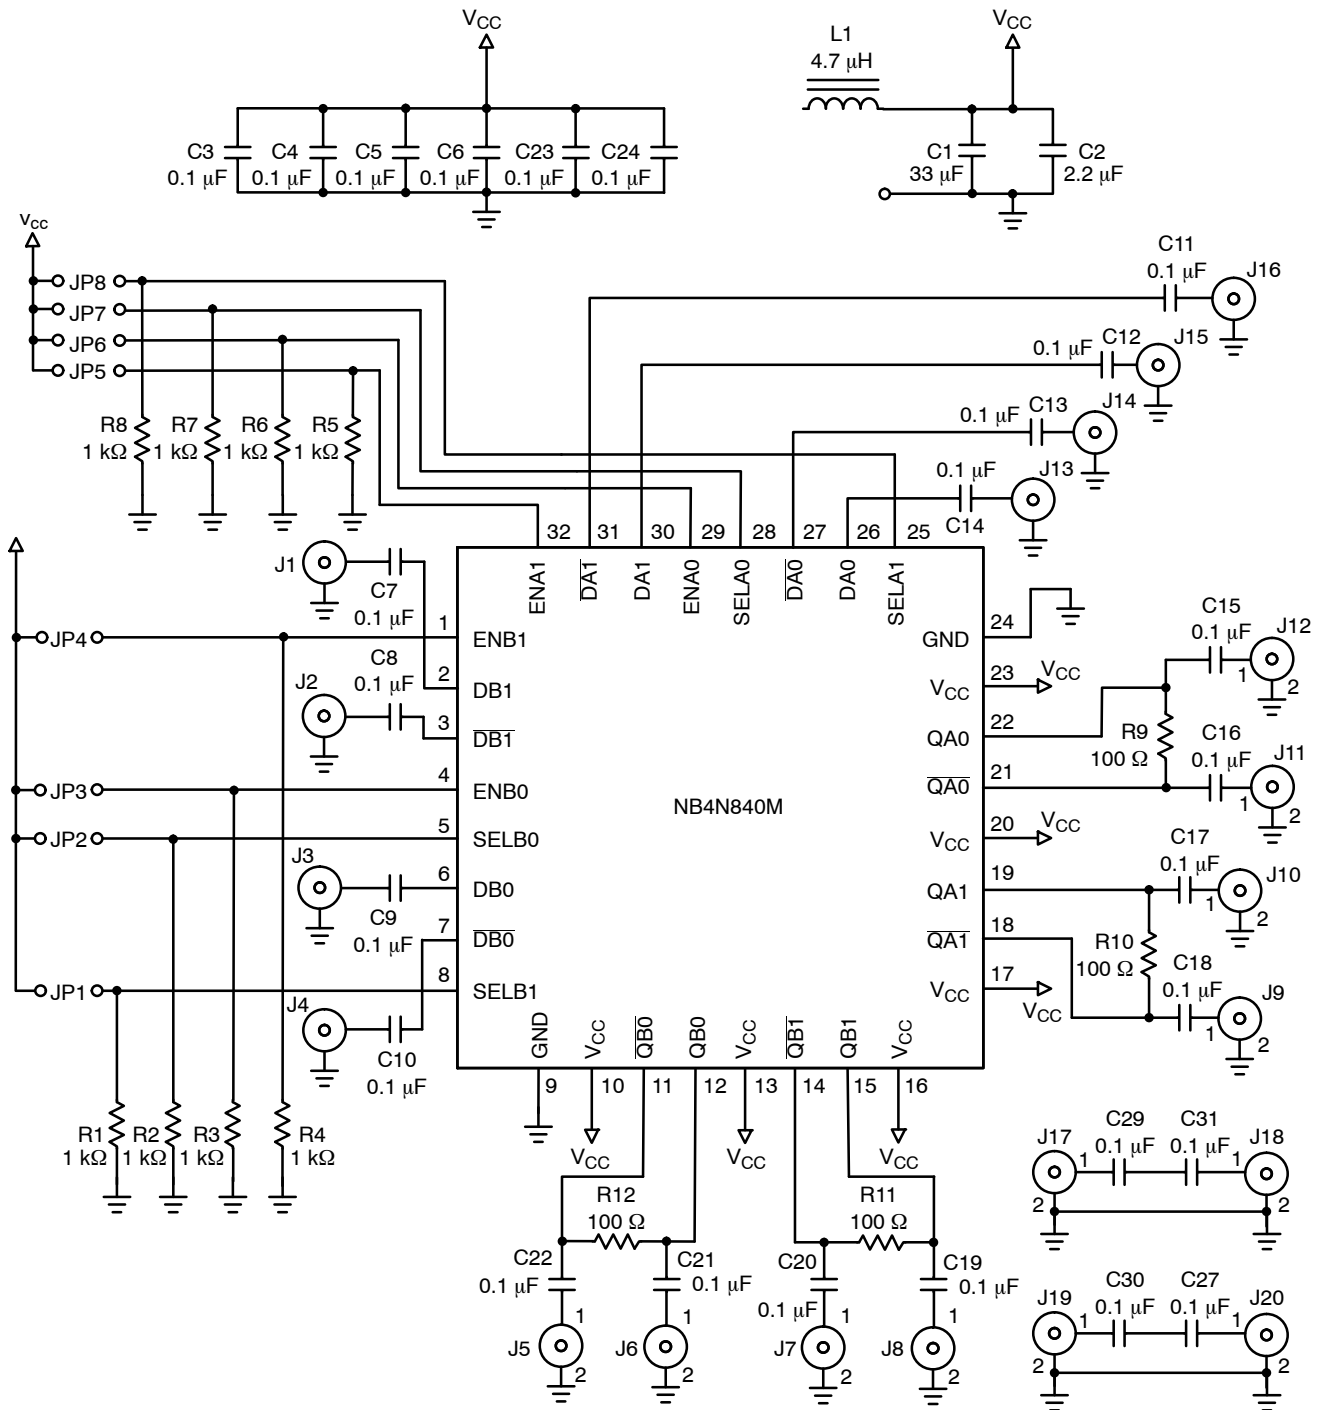 VCC
VCC
L1
4.7 µH
C3
0.1 µF
C4
0.1 µF
C5
0.1 µF
C6
0.1 µF
C23
0.1 µF
C24
0.1 µF
C1
33 µF
C2
2.2 µF
vcc
JP8
JP7
JP6
JP5
R8
1 kΩ
R7
1 kΩ
R6
1 kΩ
R5
1 kΩ
C11
0.1 µF
J16
0.1 µF
C12
J15
0.1 µF
C13
J14
0.1 µF
C14
J13
32 31 30 29 28 27 26 25
ENA1 DA1 DA1 ENA0 SELA0 DA0 DA0 SELA1
J1
C7
0.1 µF
J2
C8
0.1 µF
JP4
JP3
JP2
JP1
J3
C9
0.1 µF
J4
C10
0.1 µF
1 ENB1
2 DB1
3 DB1
4 ENB0
5 SELB0
6 DB0
7 DB0
8 SELB1
NB4N840M
GND 24
VCC 23 VCC
QA0 22
QA0 21
VCC 20 VCC
QA1 19
QA1 18
VCC 17 VCC
C15
0.1 µF
J12
1
2
R9
100 Ω
C16
0.1 µF
J11
1
2
C17
0.1 µF
J10
1
2
R10
100 Ω
C18
0.1 µF
J9
1
2
GND VCC QB0 QB0 VCC QB1 QB1 VCC
9 10 11 12 13 14 15 16
VCC
VCC
VCC
R1
1 kΩ
R2
1 kΩ
R3
1 kΩ
R4
1 kΩ
R12
100 Ω
R11
100 Ω
C22
0.1 µF
C21
0.1 µF
C20
0.1 µF
C19
0.1 µF
J5
1
2
J6
1
2
J7
1
2
J8
1
2
J17
1
2
C29
0.1 µF
C31
0.1 µF
J18
1
2
J19
1
2
C30
0.1 µF
C27
0.1 µF
J20
1
2